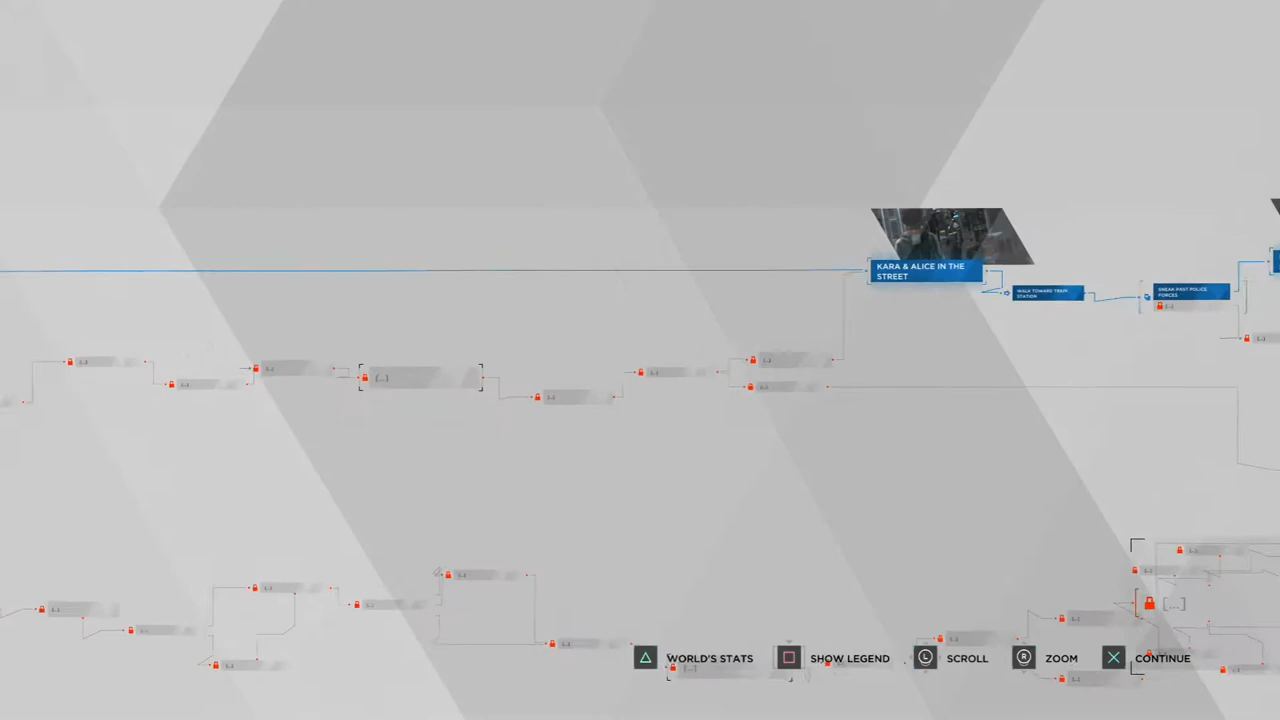 KARA & ALICE IN THE
STREET
WALK TOWARD TRAIN
STATION
SNEAK PAST POLICE
FORCES
[...]
[...]
WORLD'S STATS
SHOW LEGEND
SCROLL
ZOOM
CONTINUE